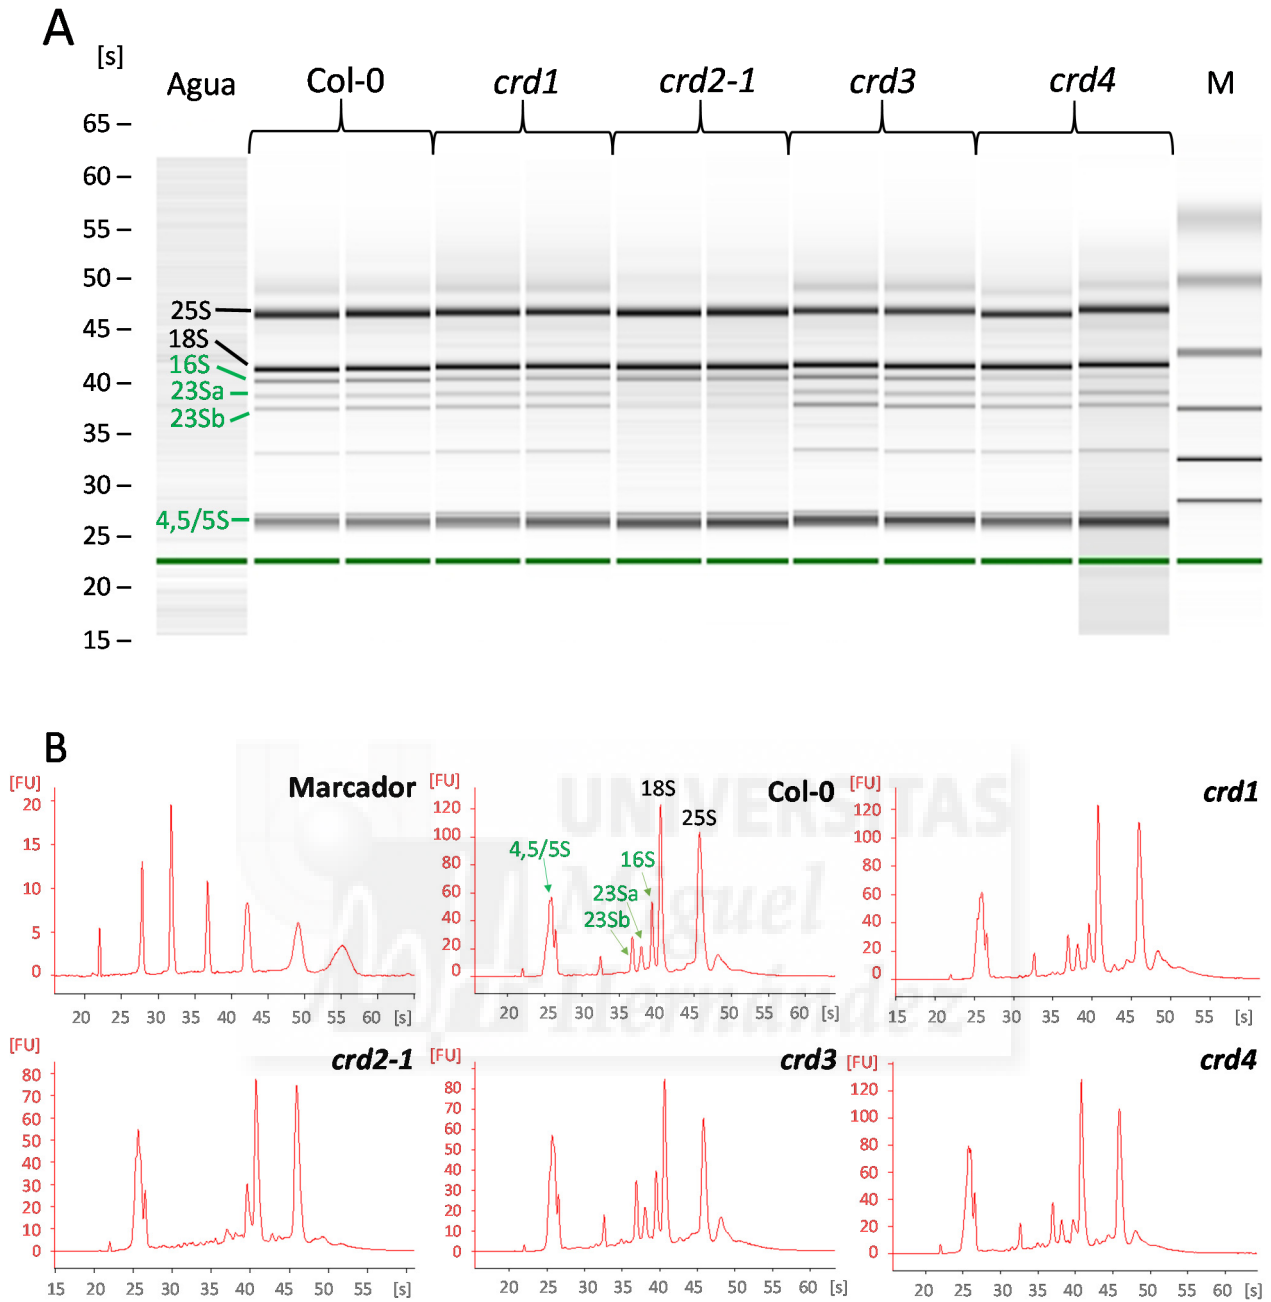 A
[s]
Agua Col-0 crd1 crd2-1 crd3 crd4 M
65
60
55
50
25S
45
18S
16S
40
23Sa
23Sb
35
30
4,5/5S
25
20
15
B
[FU] Marcador
20
15
10
5
0
20 25 30 35 40 45 50 55 60 [s]
[FU] Col-0
120
100
80
60
40
20
0
18S
25S
4,5/5S
16S
23Sa
23Sb
20 25 30 35 40 45 50 55 60 [s]
[FU] crd1
120
100
80
60
40
20
0
15 20 25 30 35 40 45 50 55 [s]
UNIVERSITAS
Miguel
Hernández
[FU] crd2-1
80
70
60
50
40
30
20
10
0
15 20 25 30 35 40 45 50 55 [s]
[FU] crd3
80
70
60
50
40
30
20
10
0
20 25 30 35 40 45 50 55 60 [s]
[FU] crd4
120
100
80
60
40
20
0
20 25 30 35 40 45 50 55 60 [s]